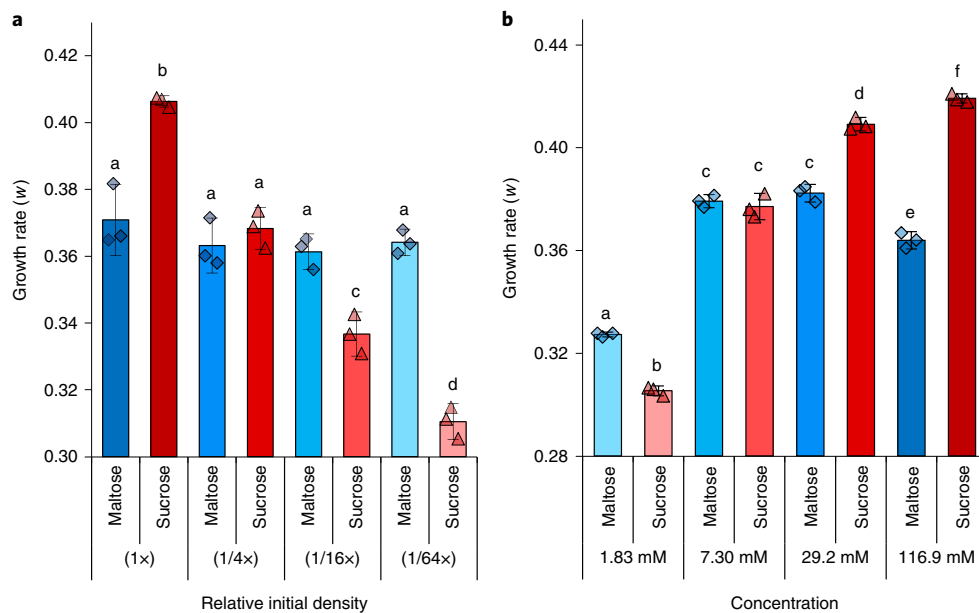 a
Growth rate (w)
0.42
0.40
0.38
0.36
0.34
0.32
0.30
a
b
a
a
a
c
a
d
Maltose
Sucrose
Maltose
Sucrose
Maltose
Sucrose
Maltose
Sucrose
(1×)
(1/4×)
(1/16×)
(1/64×)
Relative initial density
b
Growth rate (w)
0.44
0.40
0.36
0.32
0.28
a
b
c
c
c
d
e
f
Maltose
Sucrose
Maltose
Sucrose
Maltose
Sucrose
Maltose
Sucrose
1.83 mM
7.30 mM
29.2 mM
116.9 mM
Concentration